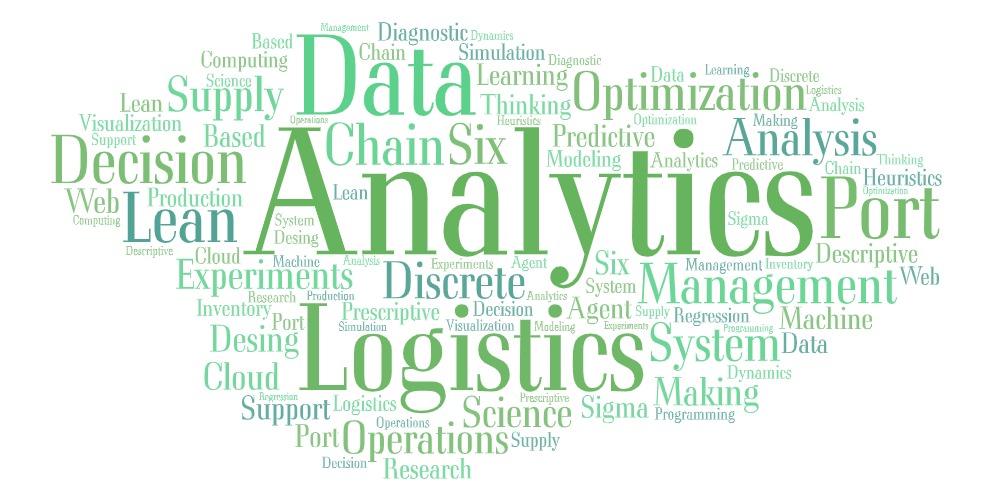 Management
Based Diagnostic Dynamics
Computing Chain Simulation Diagnostic
Science Data Learning Data Learning Discrete
Lean Supply Thinking Optimization Logistics
Analysis
Visualization Operations Heuristics Optimization Making
Support Based Chain Six Predictive Analysis
Decision Analytics Modeling Analytics Predictive Chain Thinking
Heuristics
Web Production Lean Optimization
Computing Lean System Sigma Port
Desing
Descriptive Cloud Machine Analysis Experiments Agent Six Management Inventory Descriptive
Experiments Discrete System Management Web
Research Production Analytics
Inventory Prescriptive Decision Agent Supply Regression Machine
Port Simulation Visualization Modeling Experiments Programming
Desing Logistics System Data
Cloud Dynamics
Regression Prescriptive Making
Support Logistics Science Sigma Programming
Operations
Port Operations Supply
Decision Research